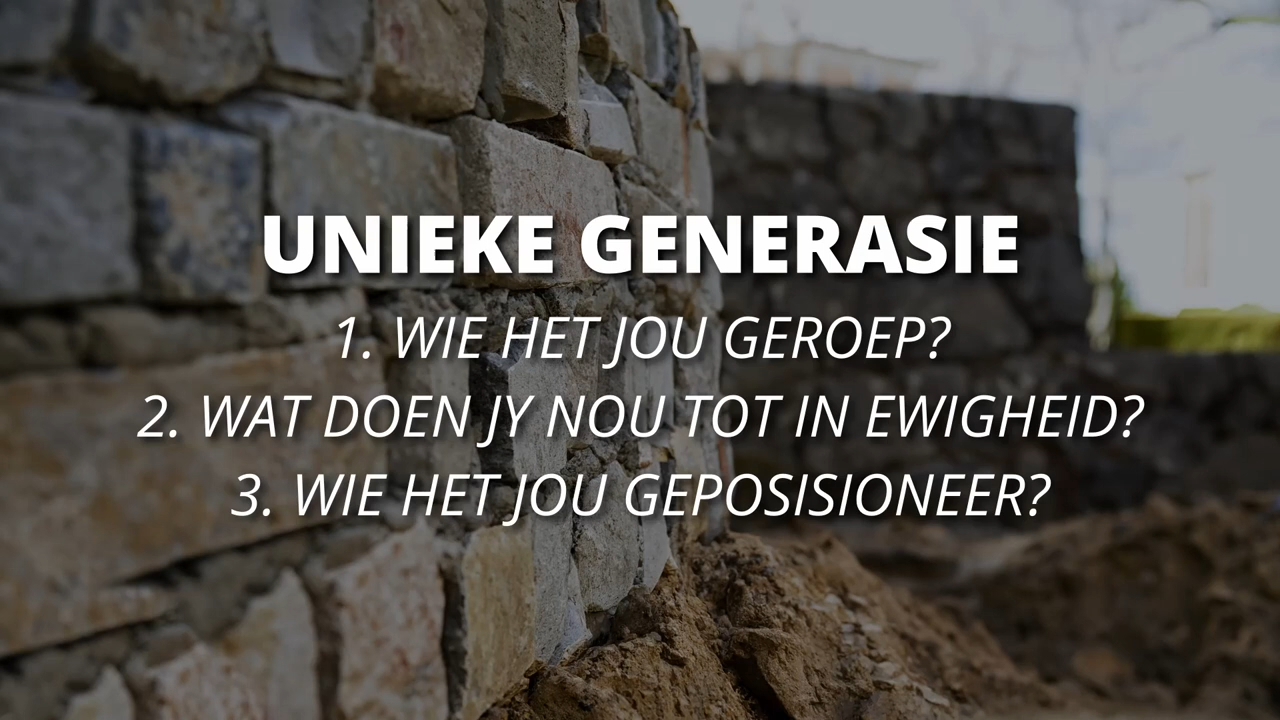 UNIEKE GENERASIE
1. WIE HET JOU GEROEP?
2. WAT DOEN JY NOU TOT IN EWIGHEID?
3. WIE HET JOU GEPOSISIONEER?